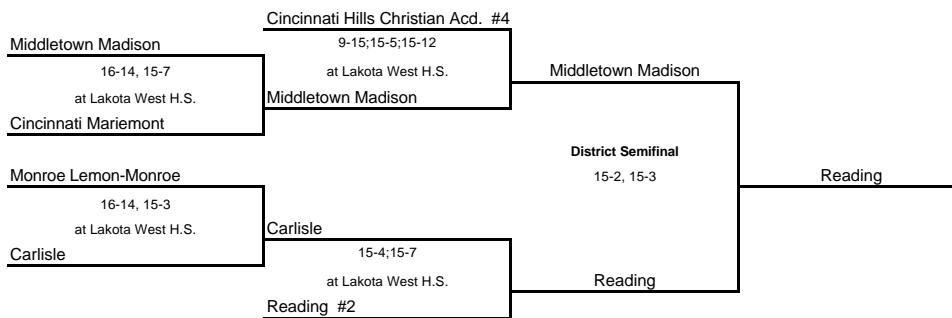 Cincinnati Hills Christian Acd. #4
Middletown Madison
9-15;15-5;15-12
16-14, 15-7
at Lakota West H.S.
Middletown Madison
at Lakota West H.S.
Middletown Madison
Cincinnati Mariemont
District Semifinal
Monroe Lemon-Monroe
15-2, 15-3
Reading
16-14, 15-3
at Lakota West H.S.
Carlisle
Carlisle
15-4;15-7
at Lakota West H.S.
Reading
Reading #2